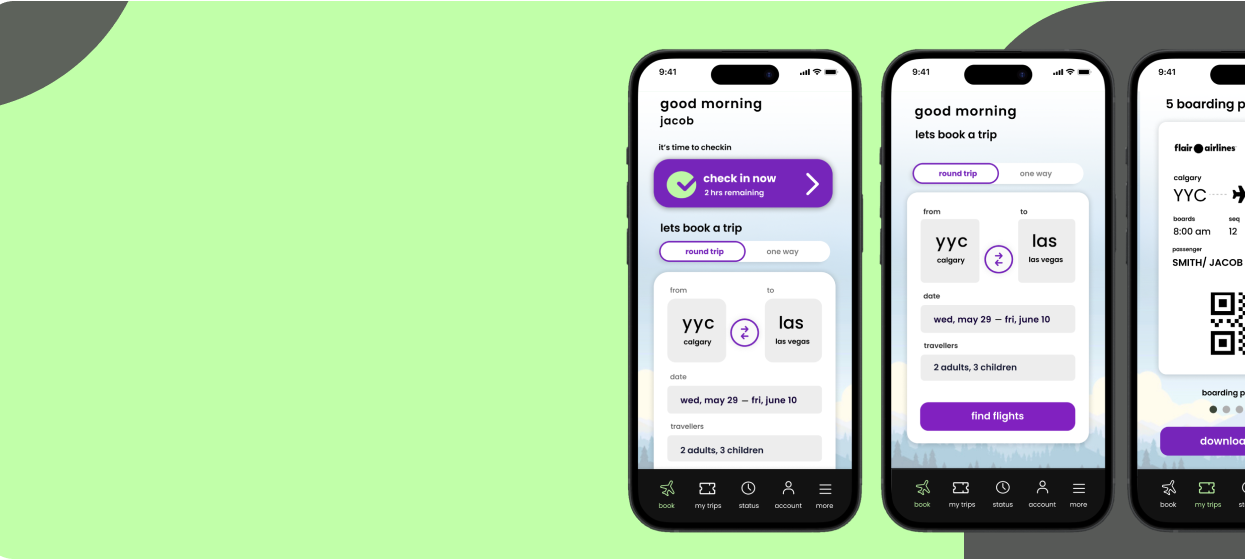 9:41
good morning
jacob
it's time to checkin
check in now
2 hrs remaining
lets book a trip
round trip
one way
from
to
yyc
calgary
las
las vegas
date
wed, may 29 – fri, june 10
travellers
2 adults, 3 children
book
my trips
status
account
more
9:41
good morning
lets book a trip
round trip
one way
from
to
yyc
calgary
las
las vegas
date
wed, may 29 – fri, june 10
travellers
2 adults, 3 children
find flights
book
my trips
status
account
more
9:41
5 boarding p
flair airlines
calgary
YYC
boards
seq
8:00 am
12
passenger
SMITH/ JACOB
boarding p
downloa
book
my trips
st